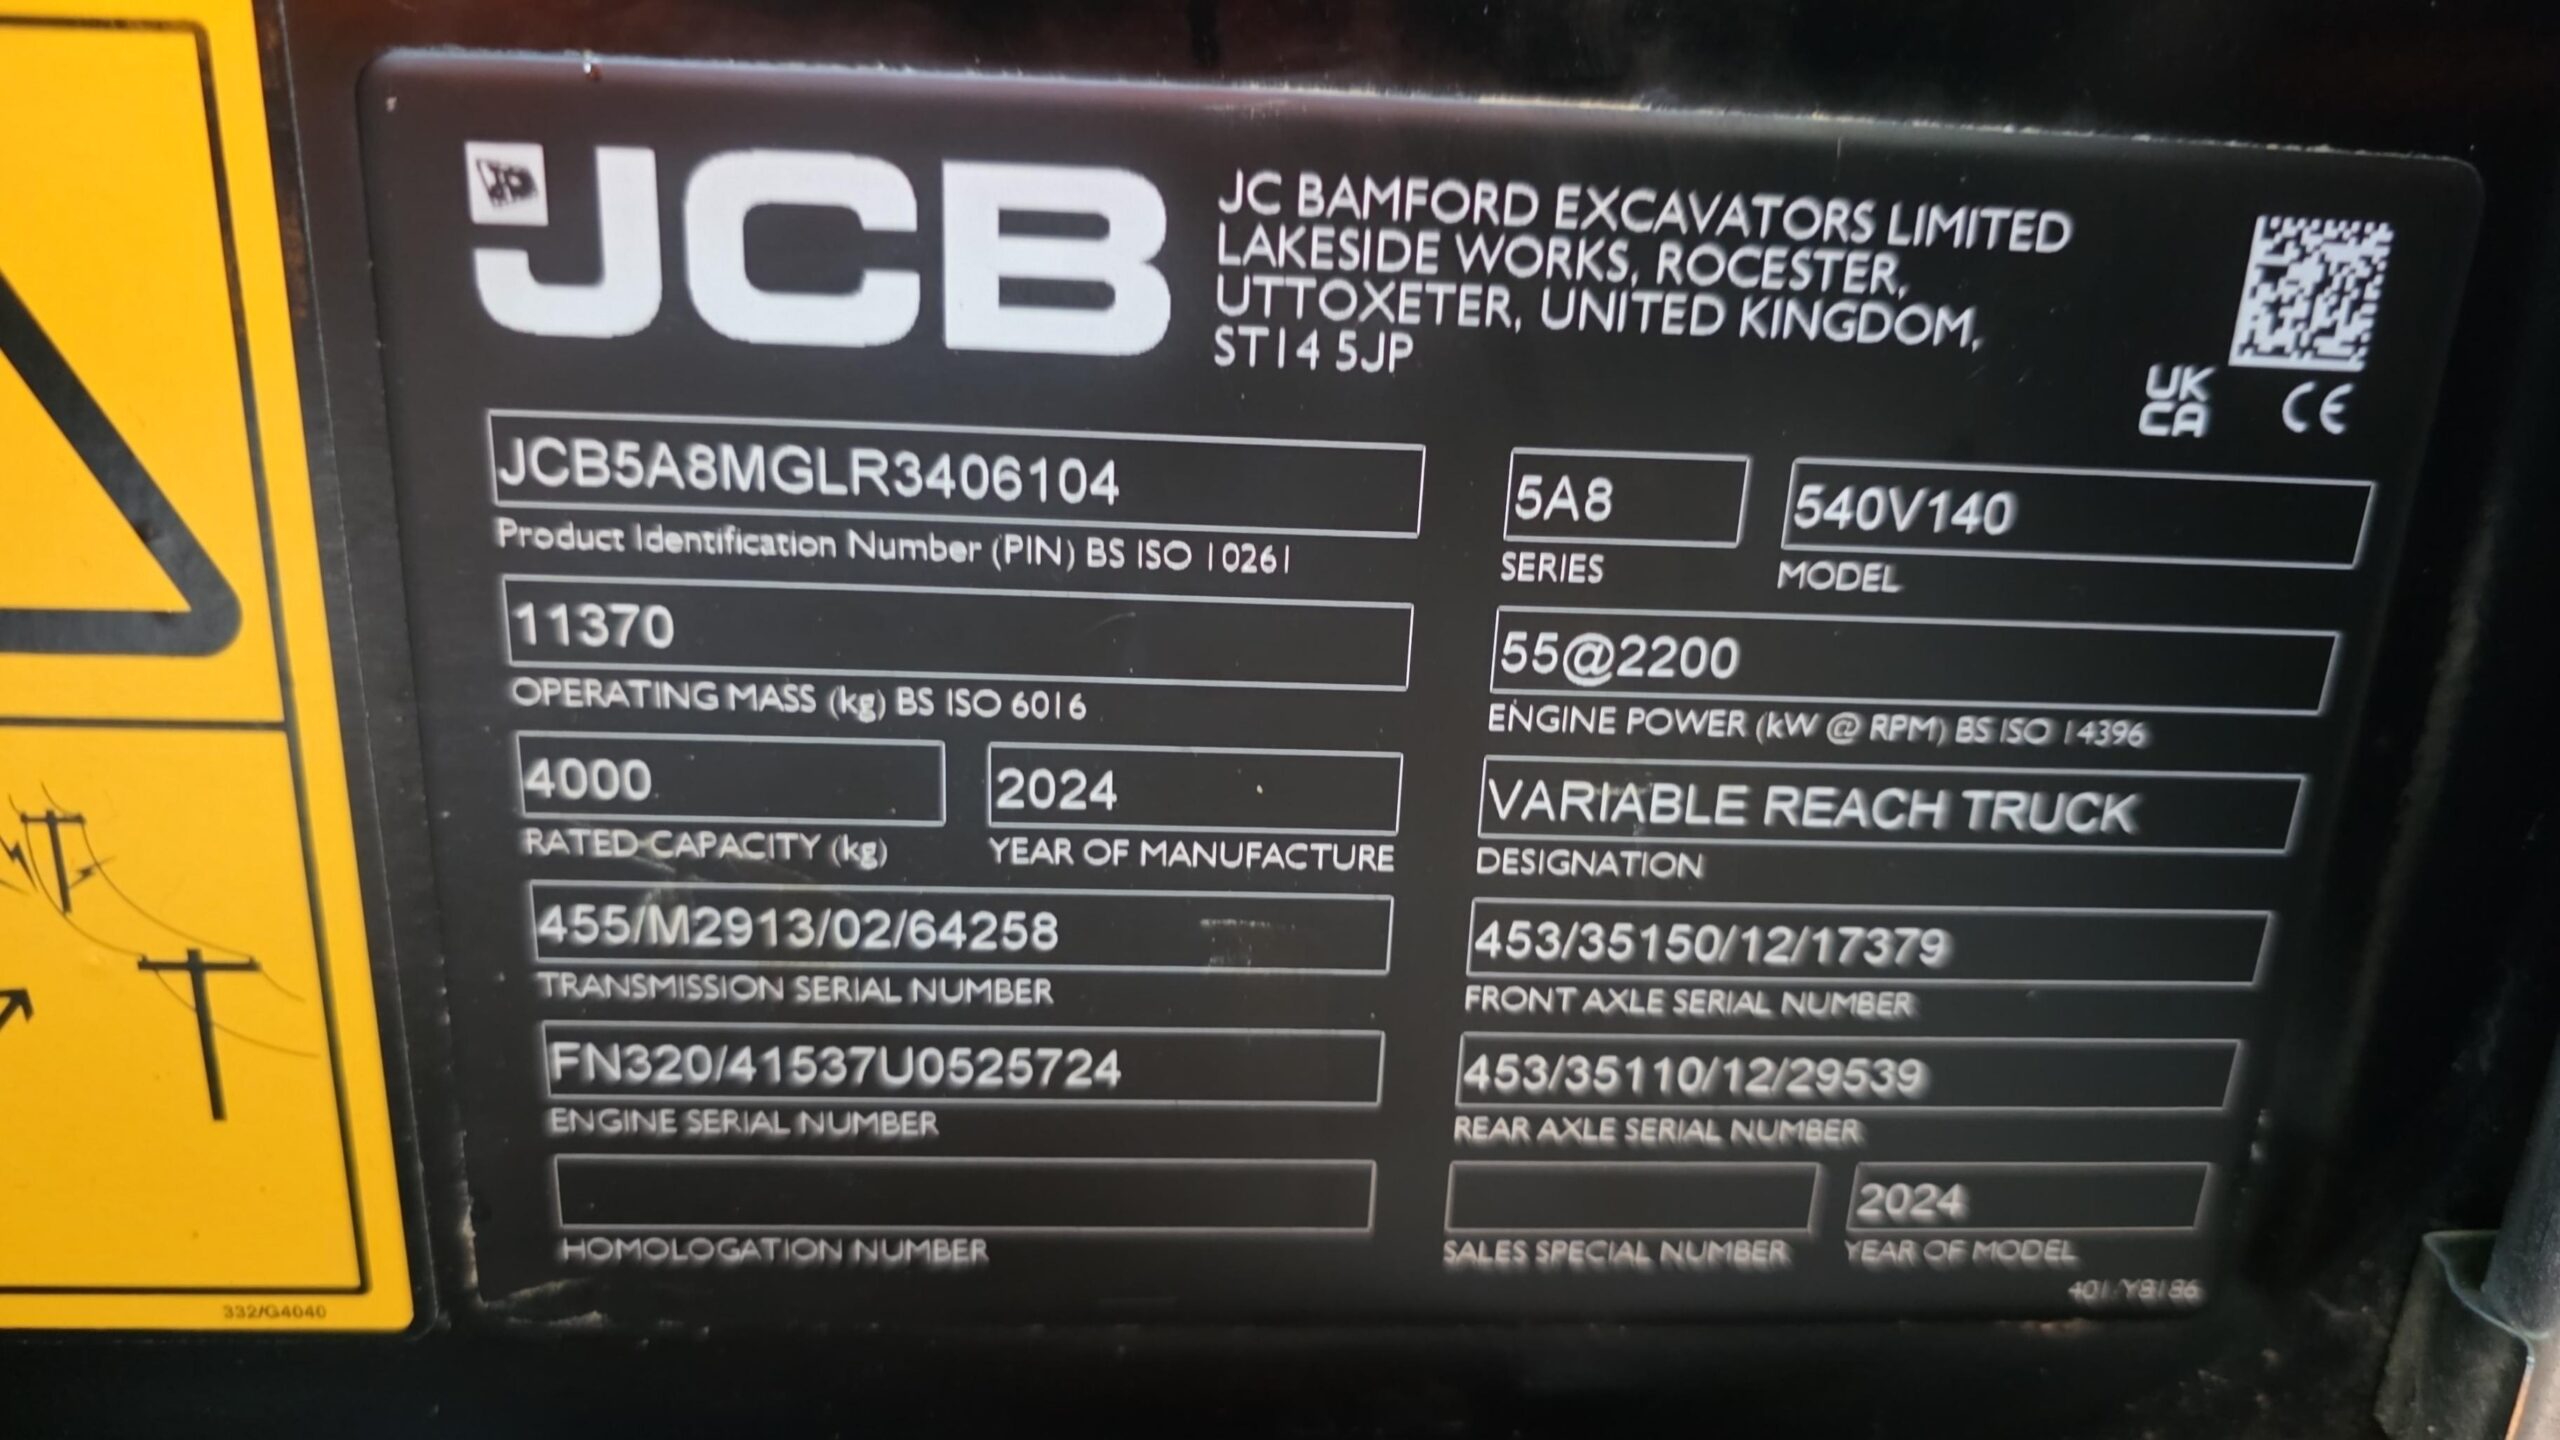 JCB
JC BAMFORD EXCAVATORS LIMITED
LAKESIDE WORKS, ROCESTER,
UTTOXETER, UNITED KINGDOM,
ST14 5JP
UK
CA
CE
JCB5A8MGLR3406104
Product Identification Number (PIN) BS ISO 10261
5A8
SERIES
540V140
MODEL
11370
OPERATING MASS (kg) BS ISO 6016
55@2200
ENGINE POWER (kW @ RPM) BS ISO 14396
4000
RATED CAPACITY (kg)
2024
YEAR OF MANUFACTURE
VARIABLE REACH TRUCK
DESIGNATION
455/M2913/02/64258
TRANSMISSION SERIAL NUMBER
453/35150/12/17379
FRONT AXLE SERIAL NUMBER
FN320/41537U0525724
ENGINE SERIAL NUMBER
453/35110/12/29539
REAR AXLE SERIAL NUMBER
HOMOLOGATION NUMBER
SALES SPECIAL NUMBER
2024
YEAR OF MODEL
401/Y8186
332/G4040